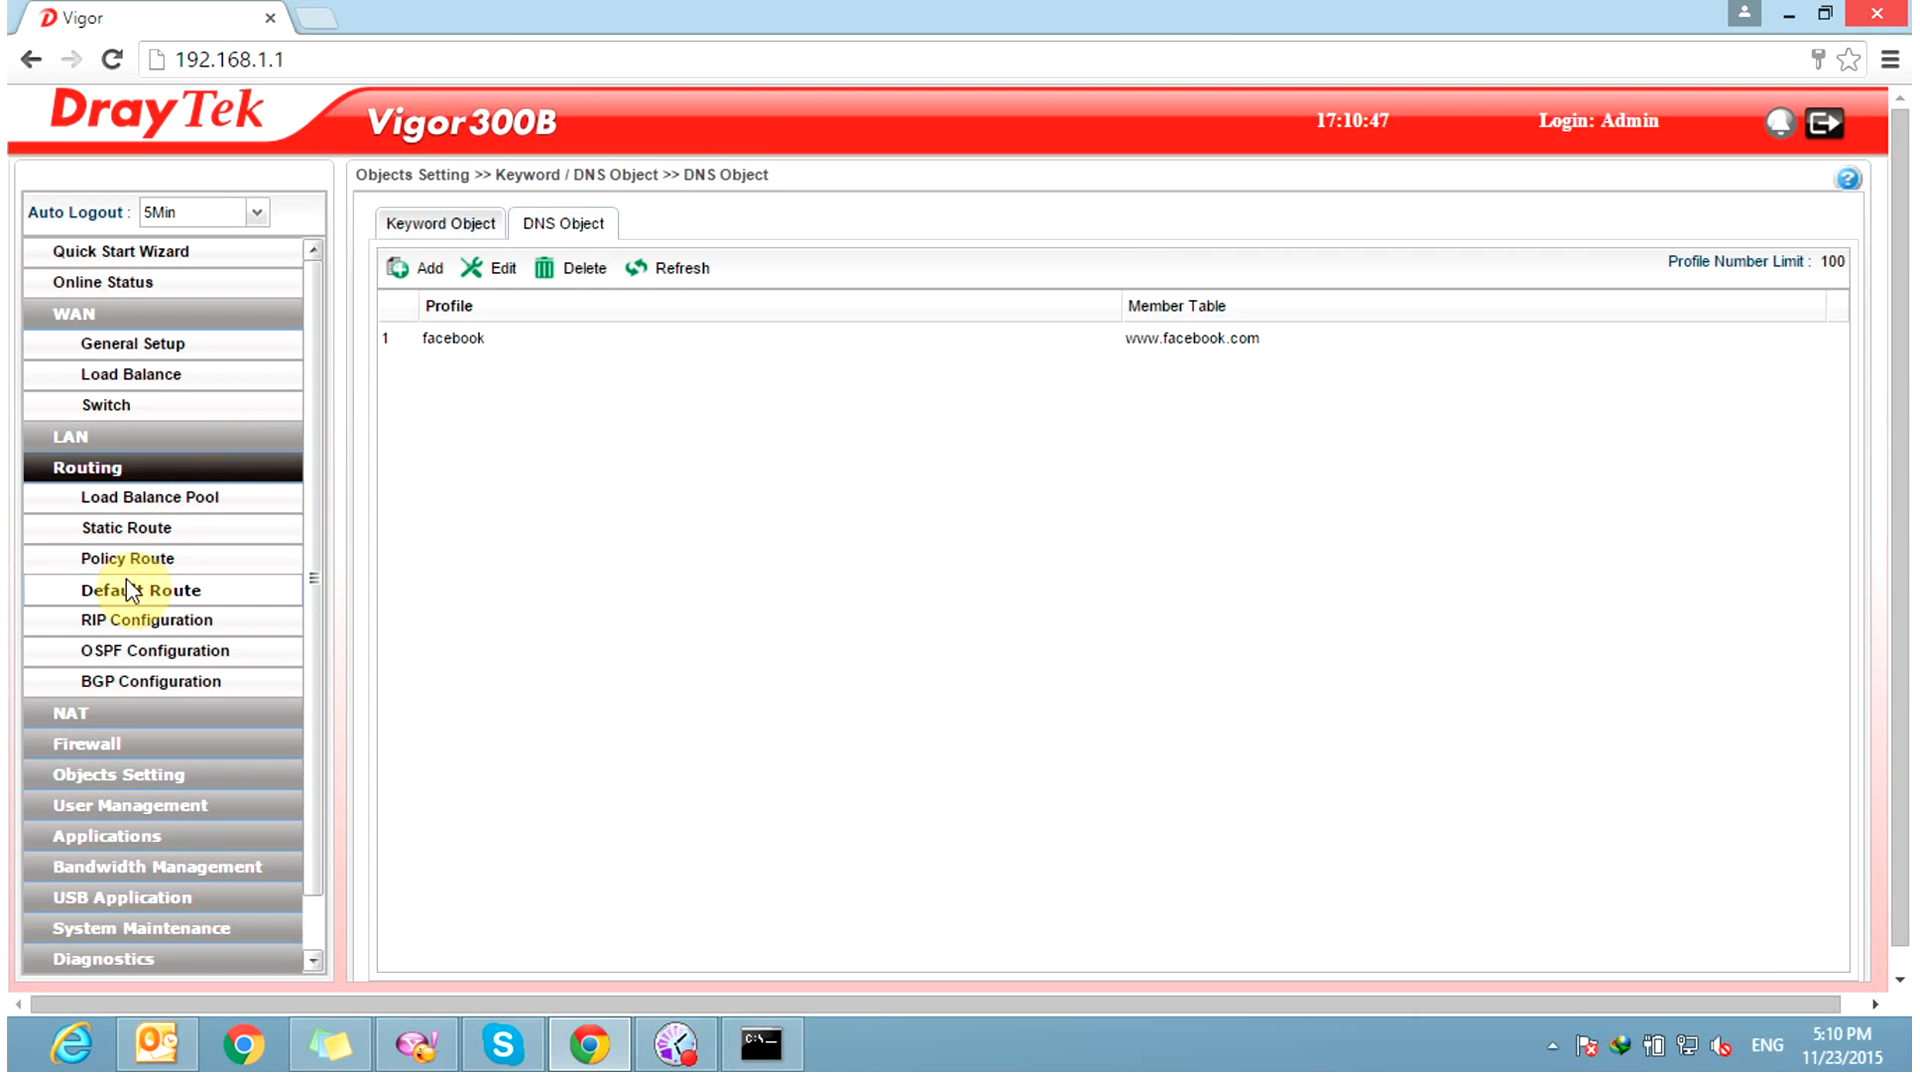 Vigor
192.168.1.1
DrayTek
Vigor300B
17:10:47
Login: Admin
Auto Logout :
5Min
Quick Start Wizard
Online Status
WAN
General Setup
Load Balance
Switch
LAN
Routing
Load Balance Pool
Static Route
Policy Route
Default Route
RIP Configuration
OSPF Configuration
BGP Configuration
NAT
Firewall
Objects Setting
User Management
Applications
Bandwidth Management
USB Application
System Maintenance
Diagnostics
Objects Setting >> Keyword / DNS Object >> DNS Object
Keyword Object
DNS Object
Add
Edit
Delete
Refresh
Profile Number Limit : 100
Profile
Member Table
1
facebook
www.facebook.com
C:\_
ENG
5:10 PM
11/23/2015